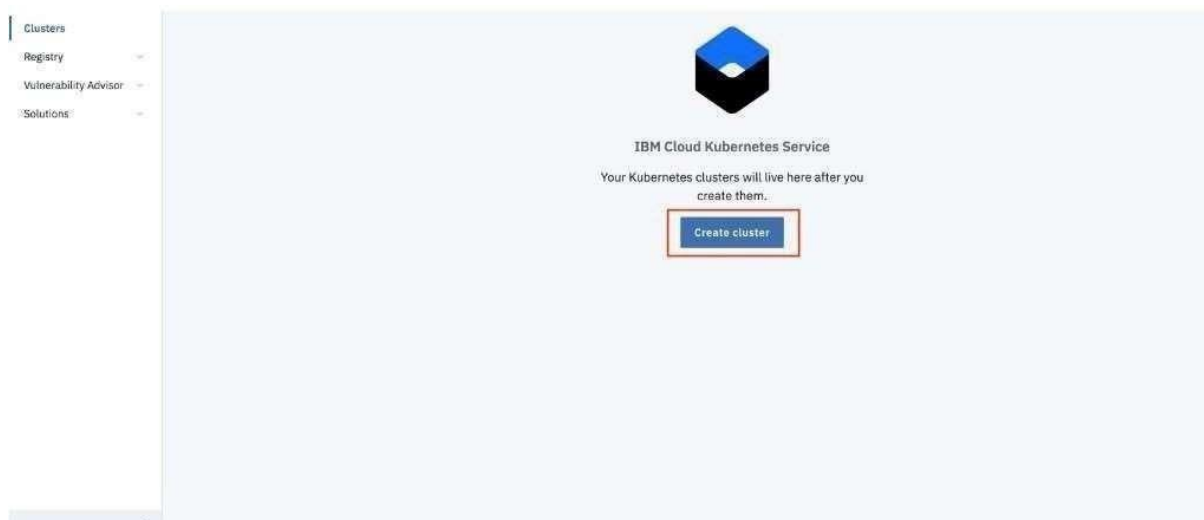 Clusters
Registry
Vulnerability Advisor
Solutions
IBM Cloud Kubernetes Service
Your Kubernetes clusters will live here after you
create them.
Create cluster